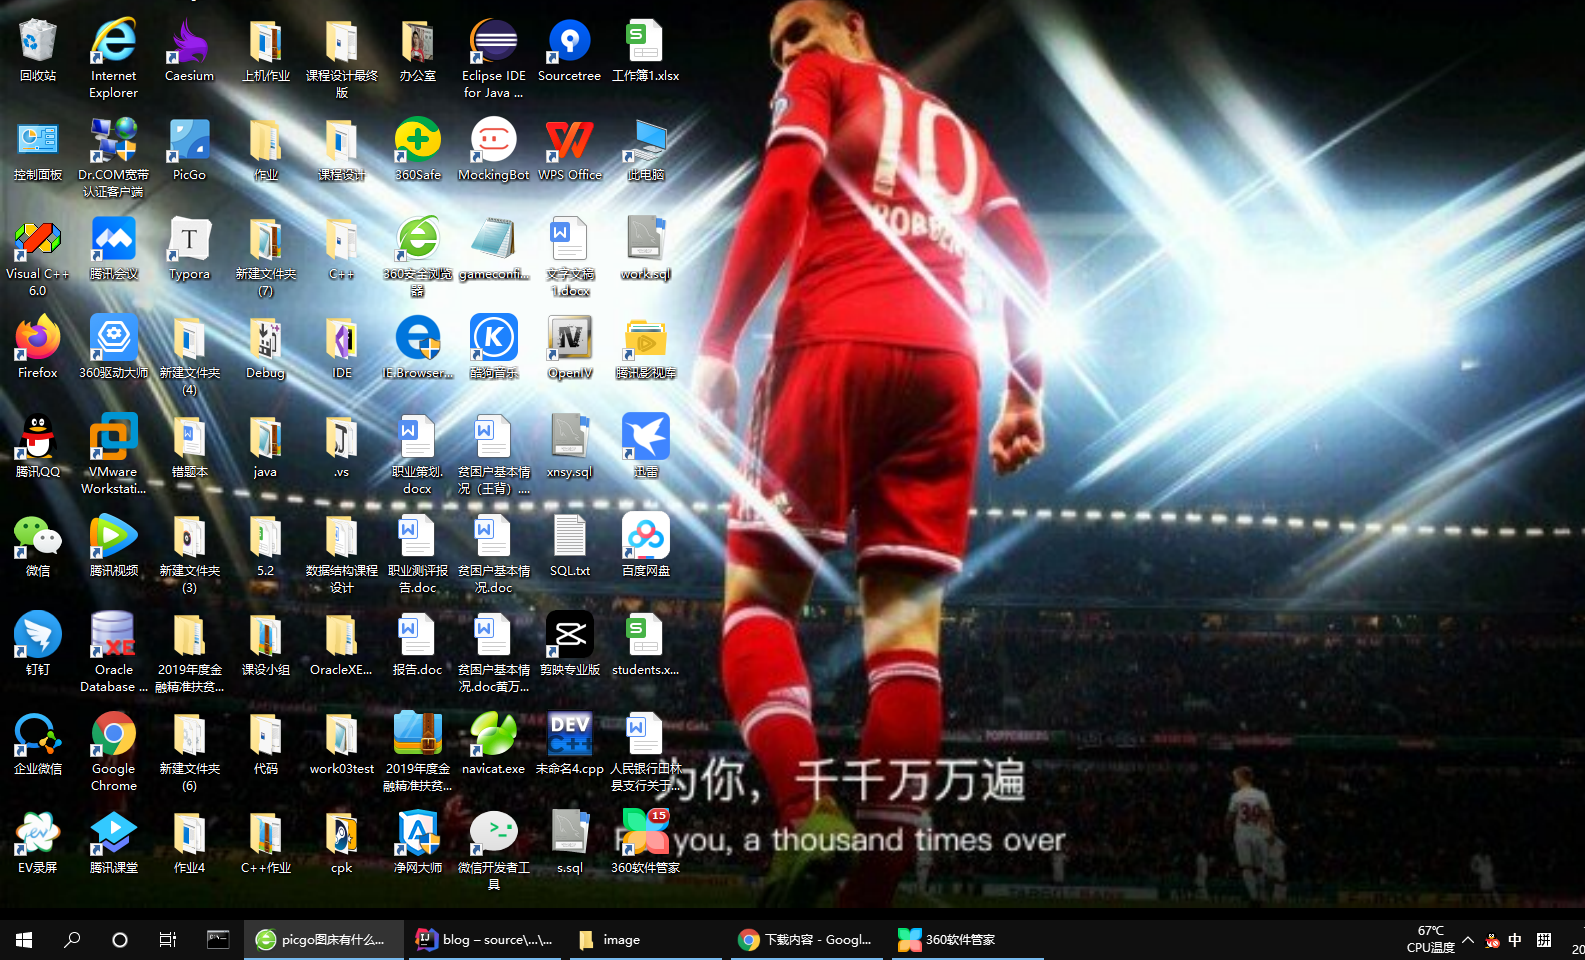 回收站
Internet
Explorer
Caesium
上机作业
课程设计最终
版
办公室
Eclipse IDE
for Java ...
Sourcetree
工作簿1.xlsx
控制面板
Dr.COM宽带
认证客户端
PicGo
作业
课程设计
360Safe
MockingBot
WPS Office
此电脑
Visual C++
6.0
腾讯会议
Typora
新建文件夹
(7)
C++
360安全浏览
器
gameconfi...
文字文稿
1.docx
work.sql
Firefox
360驱动大师
新建文件夹
(4)
Debug
IDE
IE.Browser...
酷狗音乐
OpenIV
腾讯影视库
腾讯QQ
VMware
Workstati...
错题本
java
.vs
职业策划.
docx
贫困户基本情
况（王背）....
xnsy.sql
迅雷
微信
腾讯视频
新建文件夹
(3)
5.2
数据结构课程
设计
职业测评报
告.doc
贫困户基本情
况.doc
SQL.txt
百度网盘
钉钉
Oracle
Database ...
2019年度金
融精准扶贫...
课设小组
OracleXE...
报告.doc
贫困户基本情
况.doc黄万...
剪映专业版
students.x...
企业微信
Google
Chrome
新建文件夹
(6)
代码
work03test
2019年度金
融精准扶贫...
navicat.exe
未命名4.cpp
人民银行田林
县支行关于...
EV录屏
腾讯课堂
作业4
C++作业
cpk
净网大师
微信开发者工
具
s.sql
360软件管家
15
10
ROBBEN
为你，千千万万遍
you, a thousand times over
picgo图床有什么...
blog – source\...\...
image
下载内容 - Googl...
360软件管家
67℃
CPU温度
中
拼
20